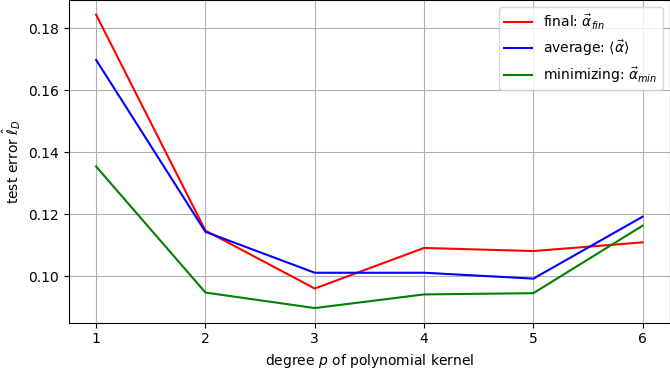 final: α⃗_fin
average: ⟨α⃗⟩
minimizing: α⃗_min
0.18
0.16
0.14
0.12
0.10
test error ℓ̂_D
1 2 3 4 5 6
degree p of polynomial kernel